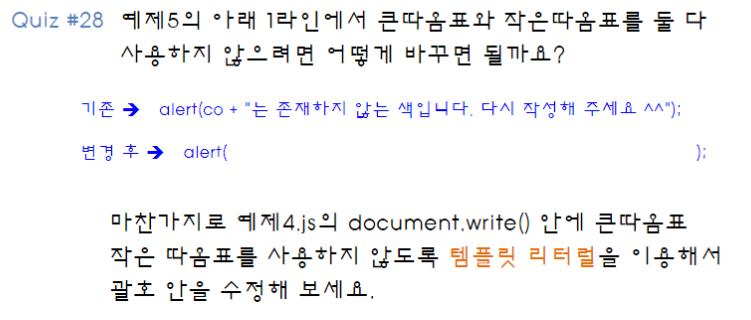 Quiz #28 예제5의 아래 1라인에서 큰따옴표와 작은따옴표를 둘 다
사용하지 않으려면 어떻게 바꾸면 될까요?
기존 ➔ alert(co + "는 존재하지 않는 색입니다. 다시 작성해 주세요 ^^");
변경 후 ➔ alert( );
마찬가지로 예제4.js의 document.write() 안에 큰따옴표
작은 따옴표를 사용하지 않도록 템플릿 리터럴을 이용해서
괄호 안을 수정해 보세요.